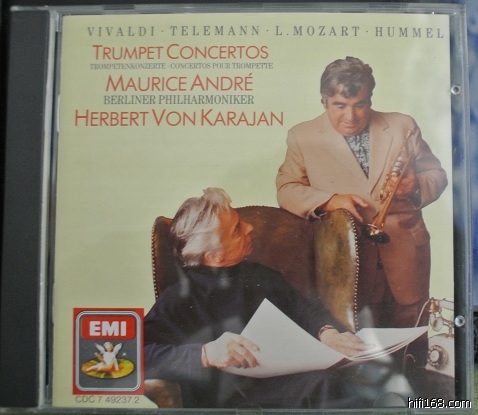 VIVALDI · TELEMANN · L. MOZART · HUMMEL
TRUMPET CONCERTOS
TROMPETENKONZERTE · CONCERTOS POUR TROMPETTE
MAURICE ANDRÉ
BERLINER PHILHARMONIKER
HERBERT VON KARAJAN
EMI
CDC 7 49237 2
hifi168.com